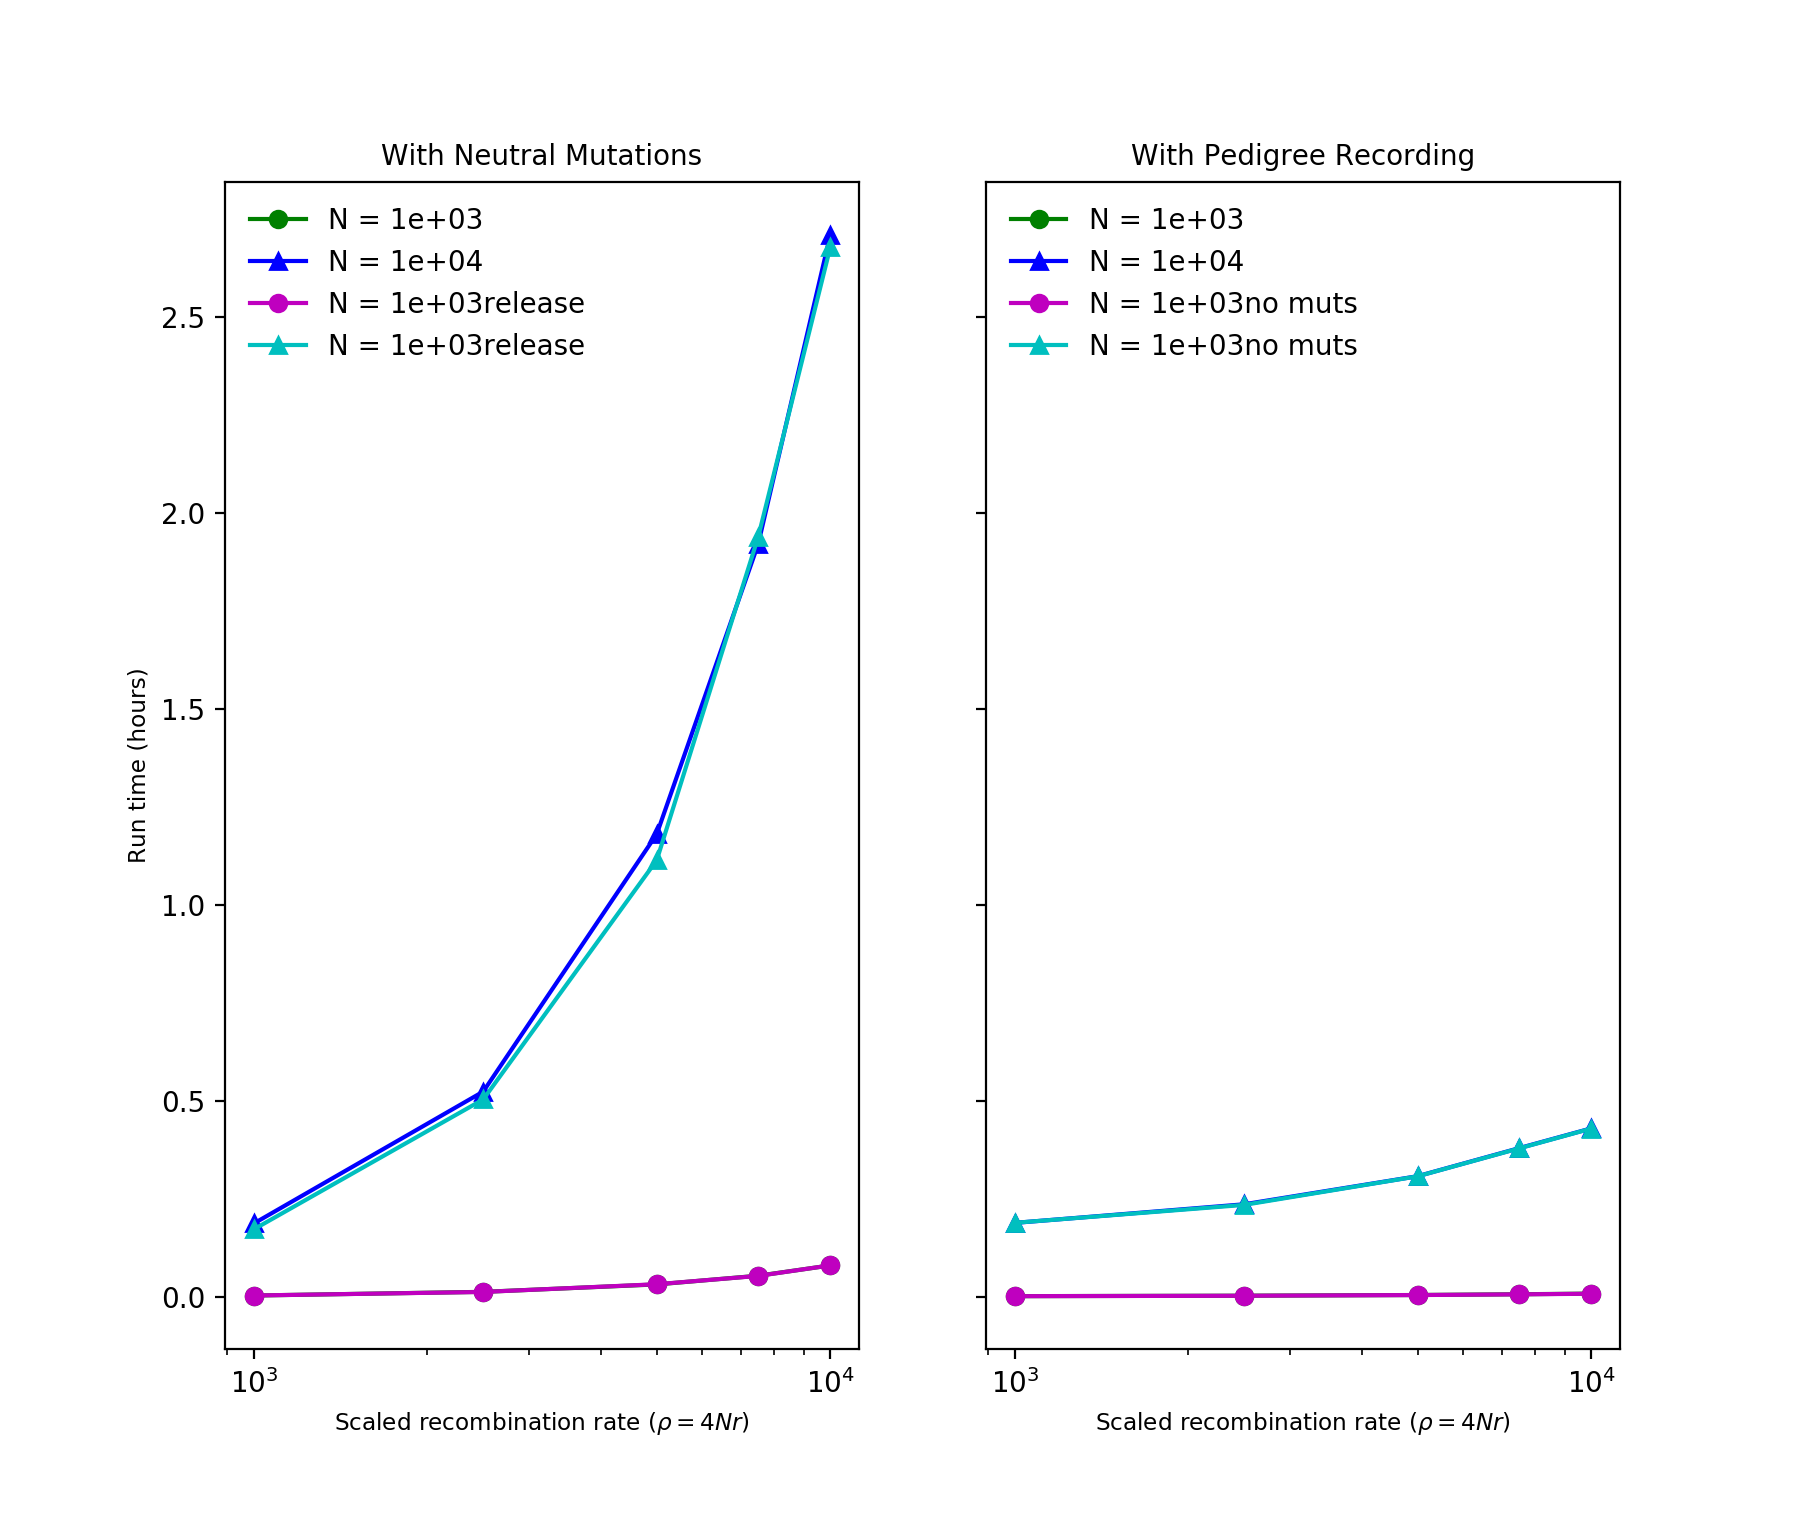 With Neutral Mutations
N = 1e+03
N = 1e+04
N = 1e+03release
N = 1e+03release
2.5
2.0
1.5
1.0
0.5
0.0
Run time (hours)
10³
10⁴
Scaled recombination rate (ρ = 4Nr)
With Pedigree Recording
N = 1e+03
N = 1e+04
N = 1e+03no muts
N = 1e+03no muts
10³
10⁴
Scaled recombination rate (ρ = 4Nr)